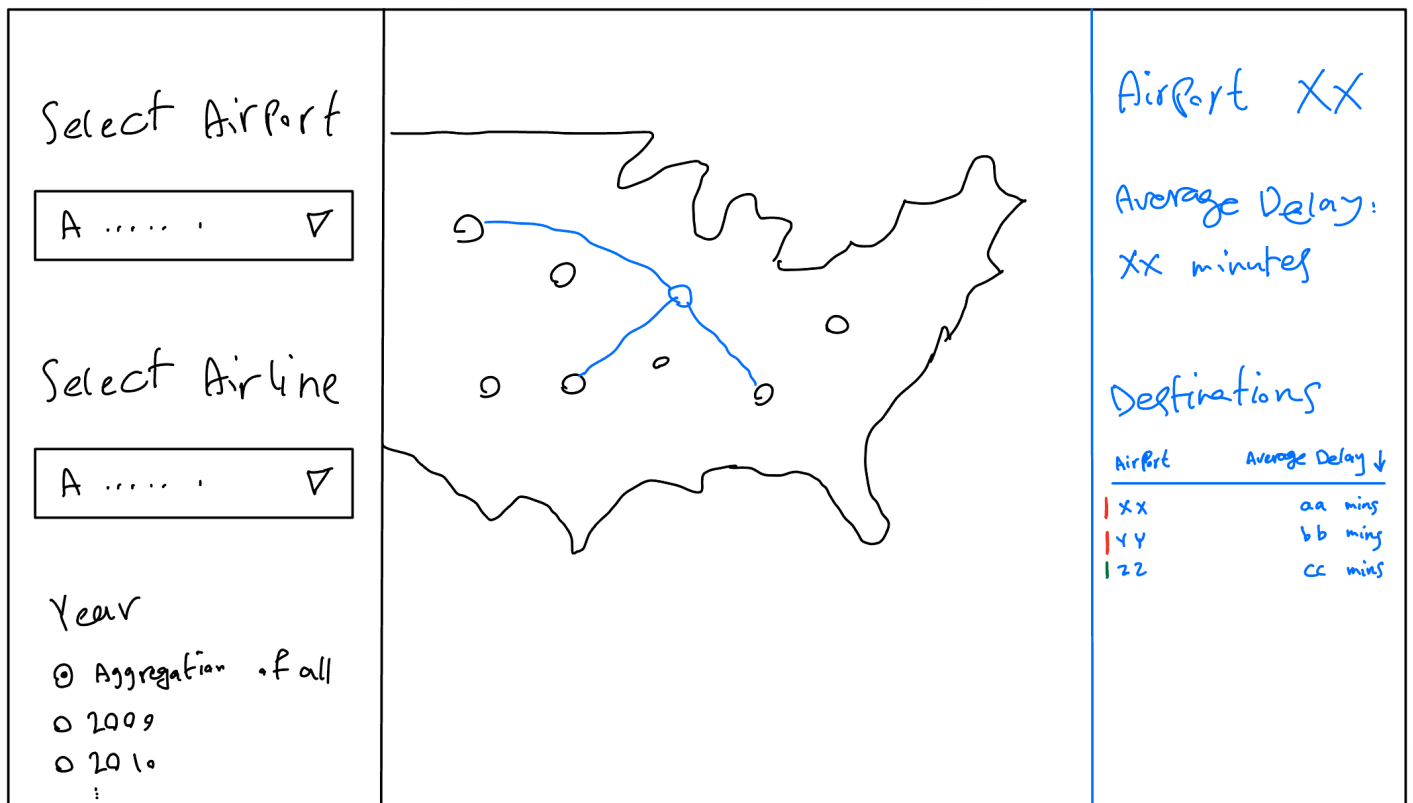 Select Airport
A ..... .
Select Airline
A ..... .
Year
Aggregation of all
2009
2010
Airport XX
Average Delay:
XX minutes
Destinations
Airport Average Delay ↓
XX aa mins
YY bb mins
ZZ cc mins